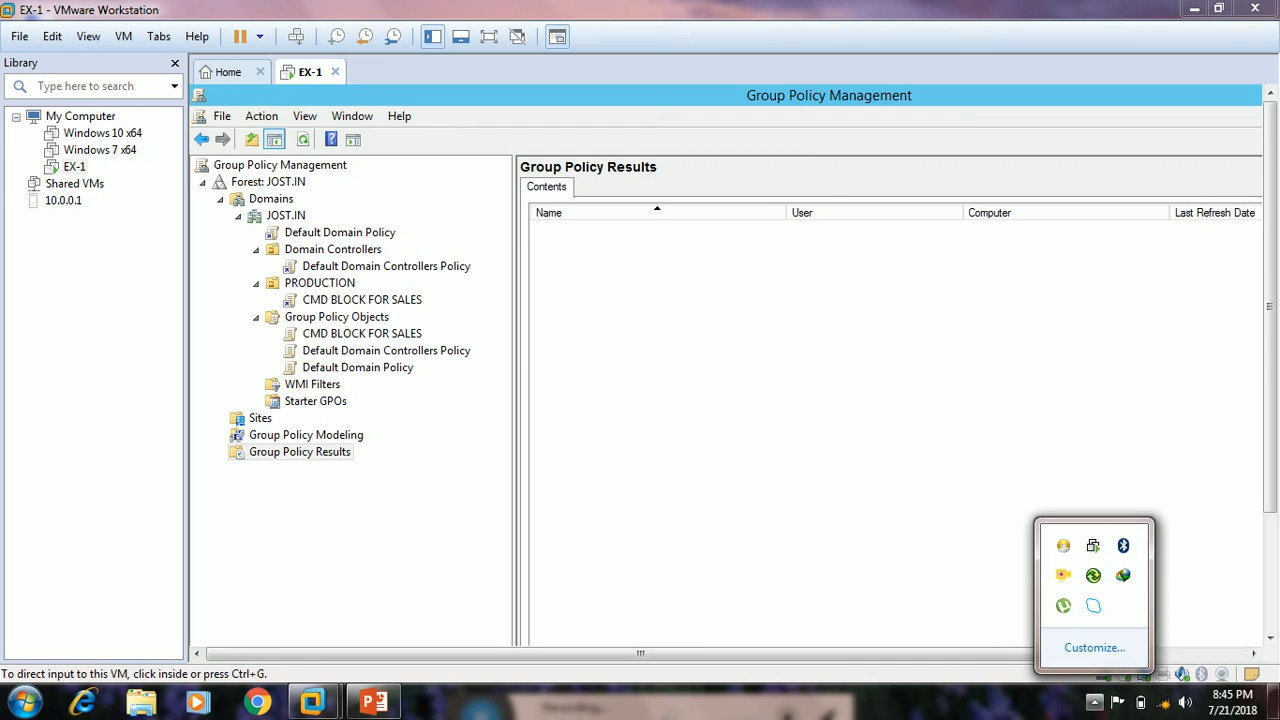 EX-1 - VMware Workstation
File Edit View VM Tabs Help
Library
Type here to search
My Computer
Windows 10 x64
Windows 7 x64
EX-1
Shared VMs
10.0.0.1
Home
EX-1
Group Policy Management
File Action View Window Help
Group Policy Management
Forest: JOST.IN
Domains
JOST.IN
Default Domain Policy
Domain Controllers
Default Domain Controllers Policy
PRODUCTION
CMD BLOCK FOR SALES
Group Policy Objects
CMD BLOCK FOR SALES
Default Domain Controllers Policy
Default Domain Policy
WMI Filters
Starter GPOs
Sites
Group Policy Modeling
Group Policy Results
Group Policy Results
Contents
Name User Computer Last Refresh Date
Customize...
To direct input to this VM, click inside or press Ctrl+G.
Recording...
8:45 PM
7/21/2018